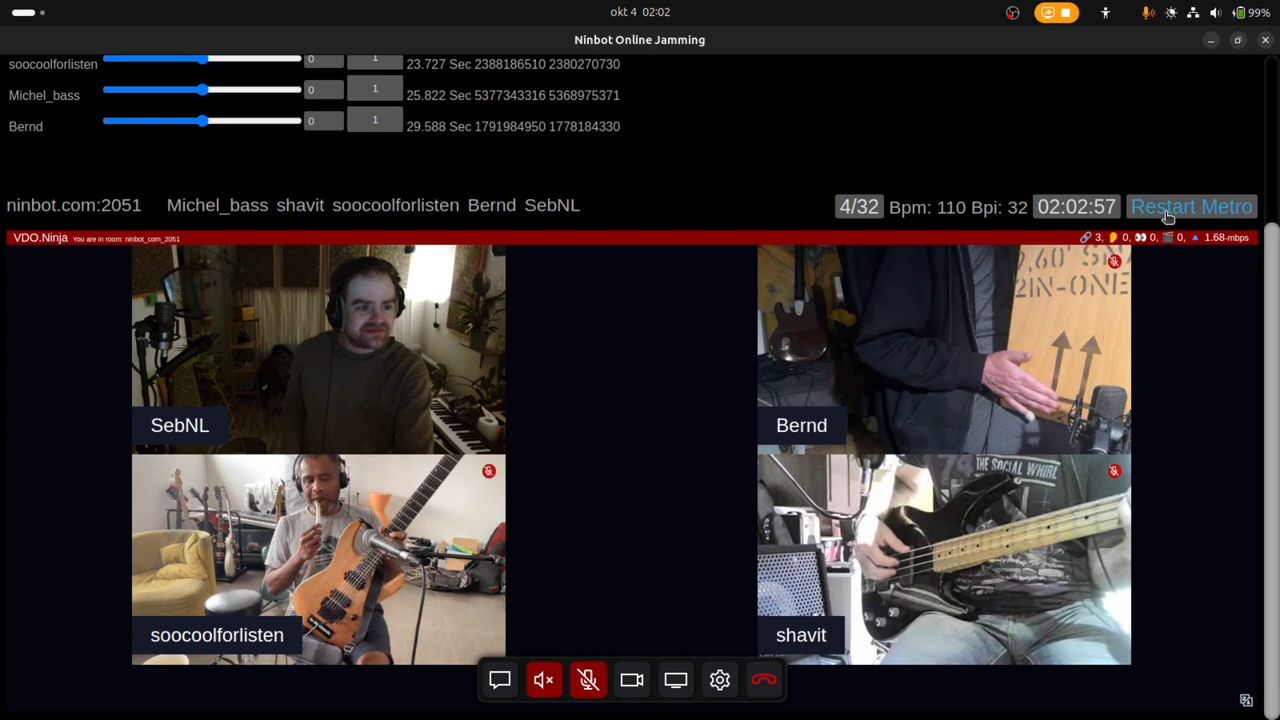 okt 4 02:02
99%
Ninbot Online Jamming
soocoolforlisten 0 1 23.727 Sec 2388186510 2380270730
Michel_bass 0 1 25.822 Sec 5377343316 5368975371
Bernd 0 1 29.588 Sec 1791984950 1778184330
ninbot.com:2051 Michel_bass shavit soocoolforlisten Bernd SebNL 4/32 Bpm: 110 Bpi: 32 02:02:57 Restart Metro
VDO.Ninja You are in room: ninbot_com_2051 3, 0, 0, 0, 1.68-mbps
2IN-ONE
SebNL
Bernd
THE SOCIAL WHIRL
soocoolforlisten
shavit